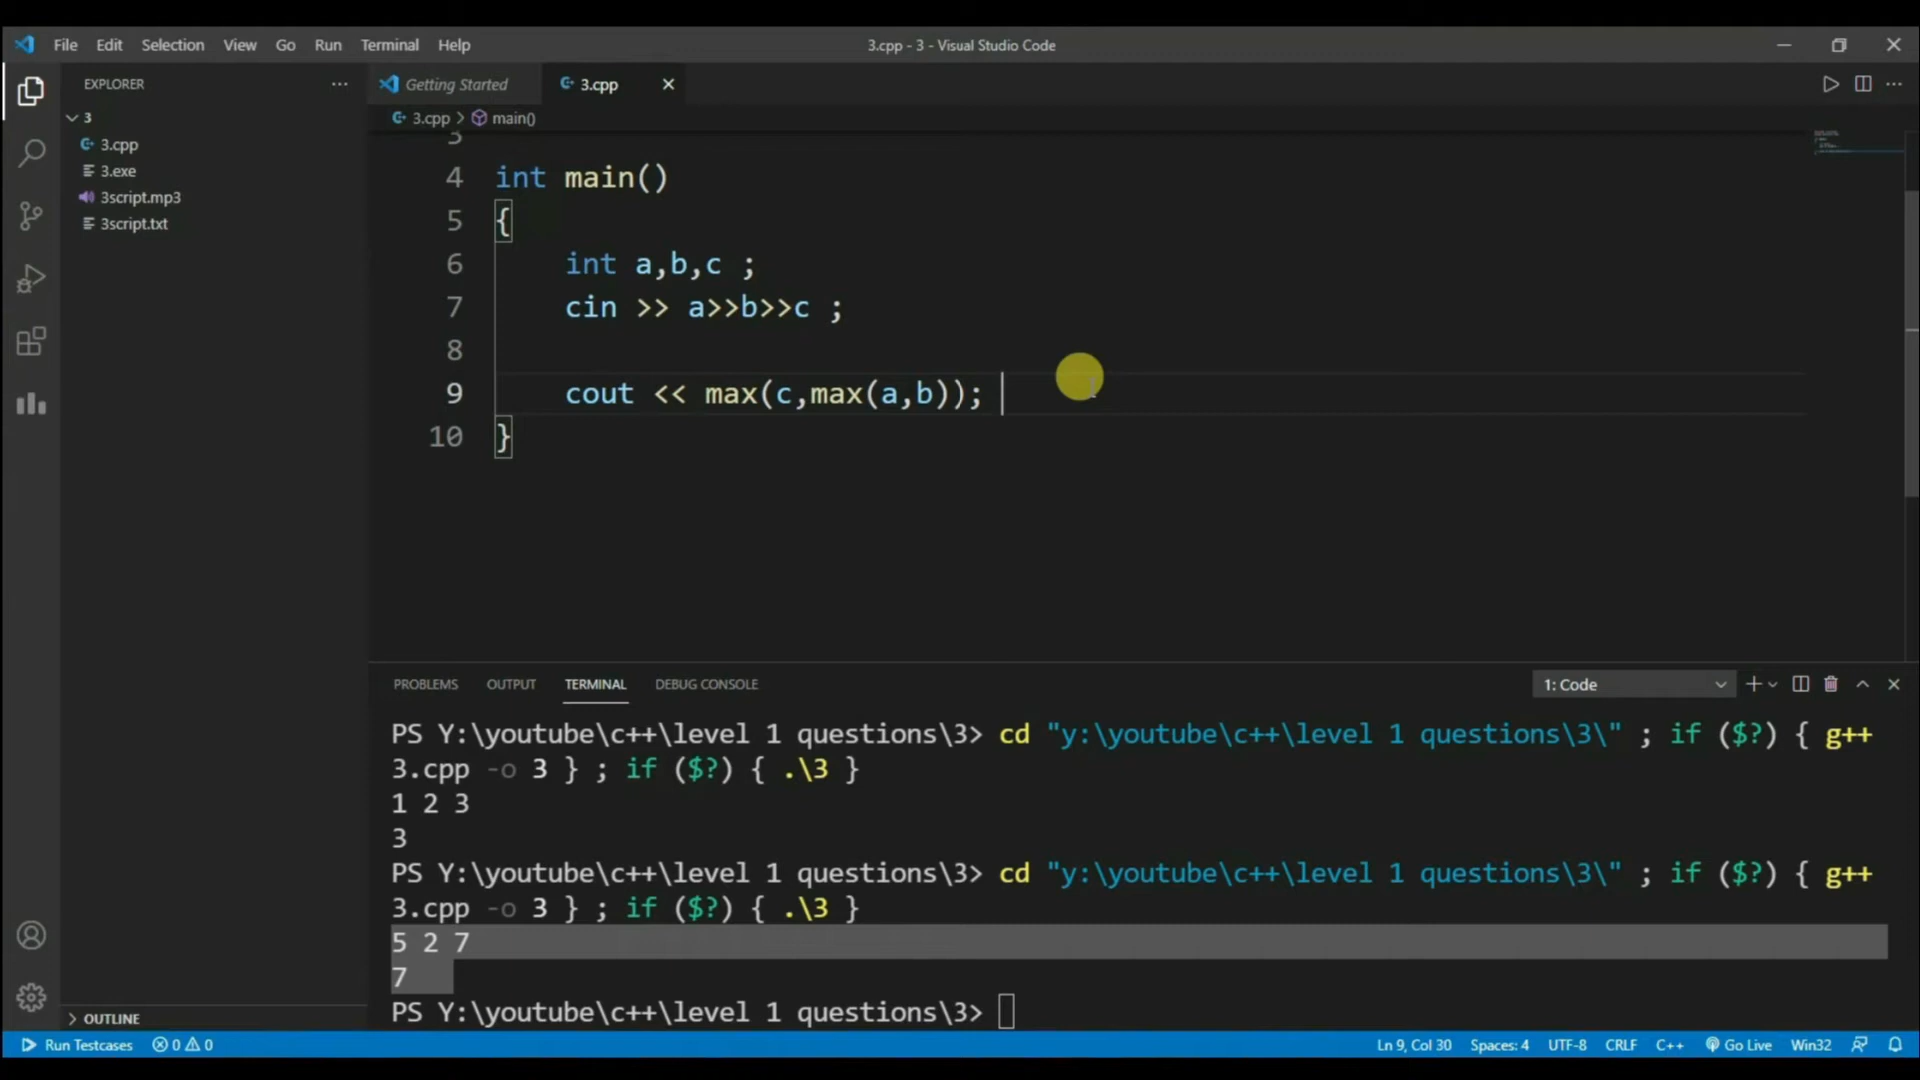 File Edit Selection View Go Run Terminal Help
3.cpp - 3 - Visual Studio Code
EXPLORER
Getting Started
3.cpp
3
3.cpp
3.exe
3script.mp3
3script.txt
3.cpp > main()
3
4 int main()
5 {
6 int a,b,c ;
7 cin >> a>>b>>c ;
8
9 cout << max(c,max(a,b));
10 }
PROBLEMS OUTPUT TERMINAL DEBUG CONSOLE
1: Code
PS Y:\youtube\c++\level 1 questions\3> cd "y:\youtube\c++\level 1 questions\3\" ; if ($?) { g++
3.cpp -o 3 } ; if ($?) { .\3 }
1 2 3
3
PS Y:\youtube\c++\level 1 questions\3> cd "y:\youtube\c++\level 1 questions\3\" ; if ($?) { g++
3.cpp -o 3 } ; if ($?) { .\3 }
5 2 7
7
PS Y:\youtube\c++\level 1 questions\3>
OUTLINE
Run Testcases 0 0
Ln 9, Col 30 Spaces: 4 UTF-8 CRLF C++ Go Live Win32